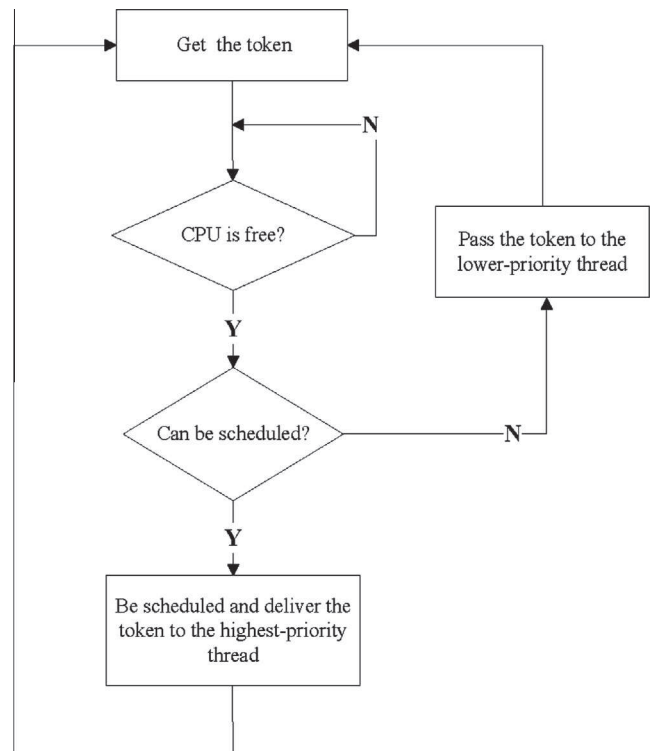 Get the token
N
CPU is free?
Pass the token to the
lower-priority thread
Y
Can be scheduled?
N
Y
Be scheduled and deliver the
token to the highest-priority
thread